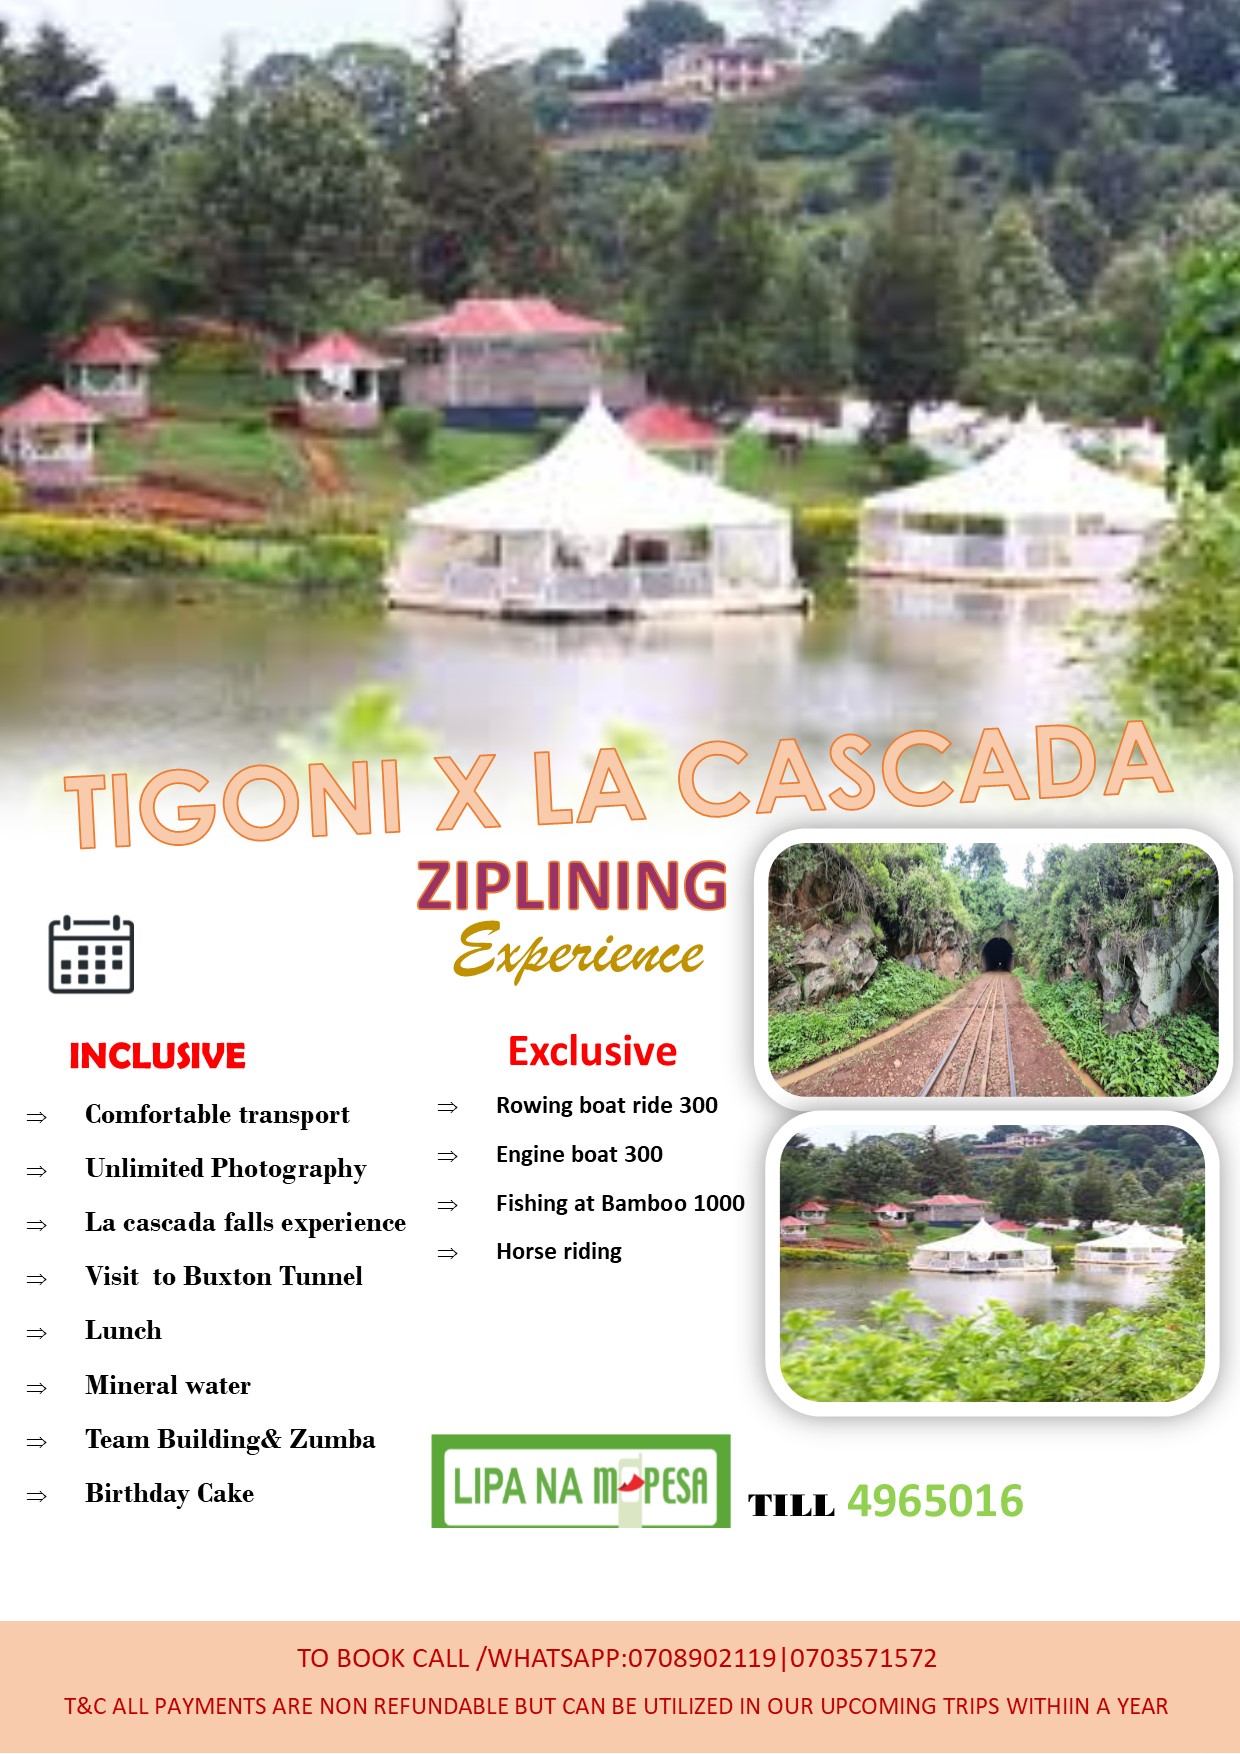 TIGONI X LA CASCADA
ZIPLINING
Experience
INCLUSIVE
⇒ Comfortable transport
⇒ Unlimited Photography
⇒ La cascada falls experience
⇒ Visit  to Buxton Tunnel
⇒ Lunch
⇒ Mineral water
⇒ Team Building& Zumba
⇒ Birthday Cake
Exclusive
⇒ Rowing boat ride 300
⇒ Engine boat 300
⇒ Fishing at Bamboo 1000
⇒ Horse riding
LIPA NA M-PESA
TILL 4965016
TO BOOK CALL /WHATSAPP:0708902119|0703571572
T&C ALL PAYMENTS ARE NON REFUNDABLE BUT CAN BE UTILIZED IN OUR UPCOMING TRIPS WITHIIN A YEAR